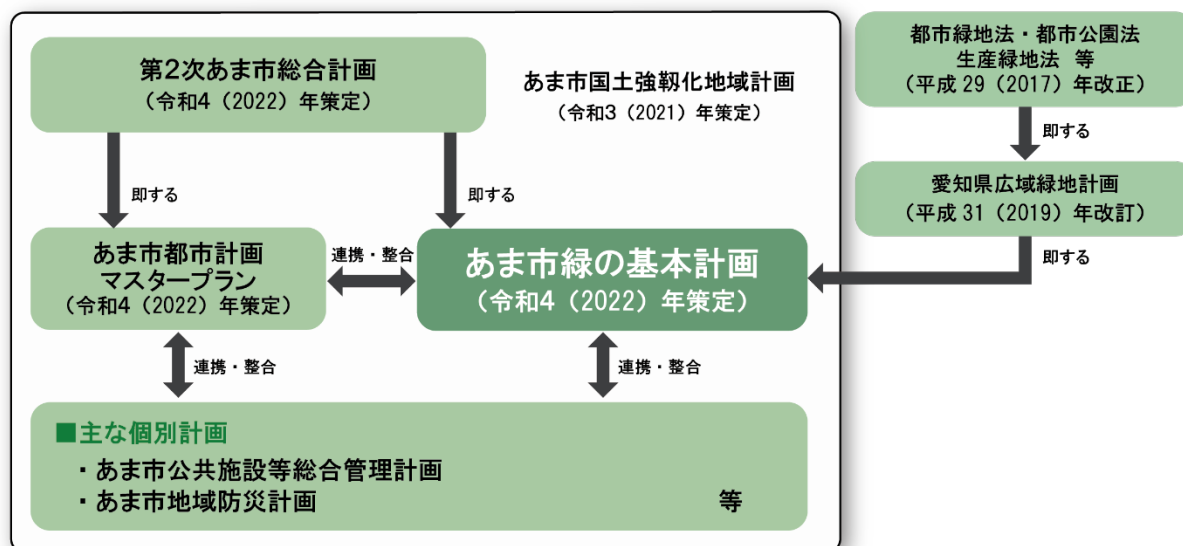 第2次あま市総合計画
（令和4（2022）年策定）
あま市国土強靱化地域計画
（令和3（2021）年策定）
都市緑地法・都市公園法
生産緑地法 等
（平成 29（2017）年改正）
即する
愛知県広域緑地計画
（平成 31（2019）年改訂）
即する
即する
即する
あま市都市計画
マスタープラン
（令和4（2022）年策定）
連携・整合
あま市緑の基本計画
（令和4（2022）年策定）
連携・整合
連携・整合
■主な個別計画
・あま市公共施設等総合管理計画
・あま市地域防災計画 等